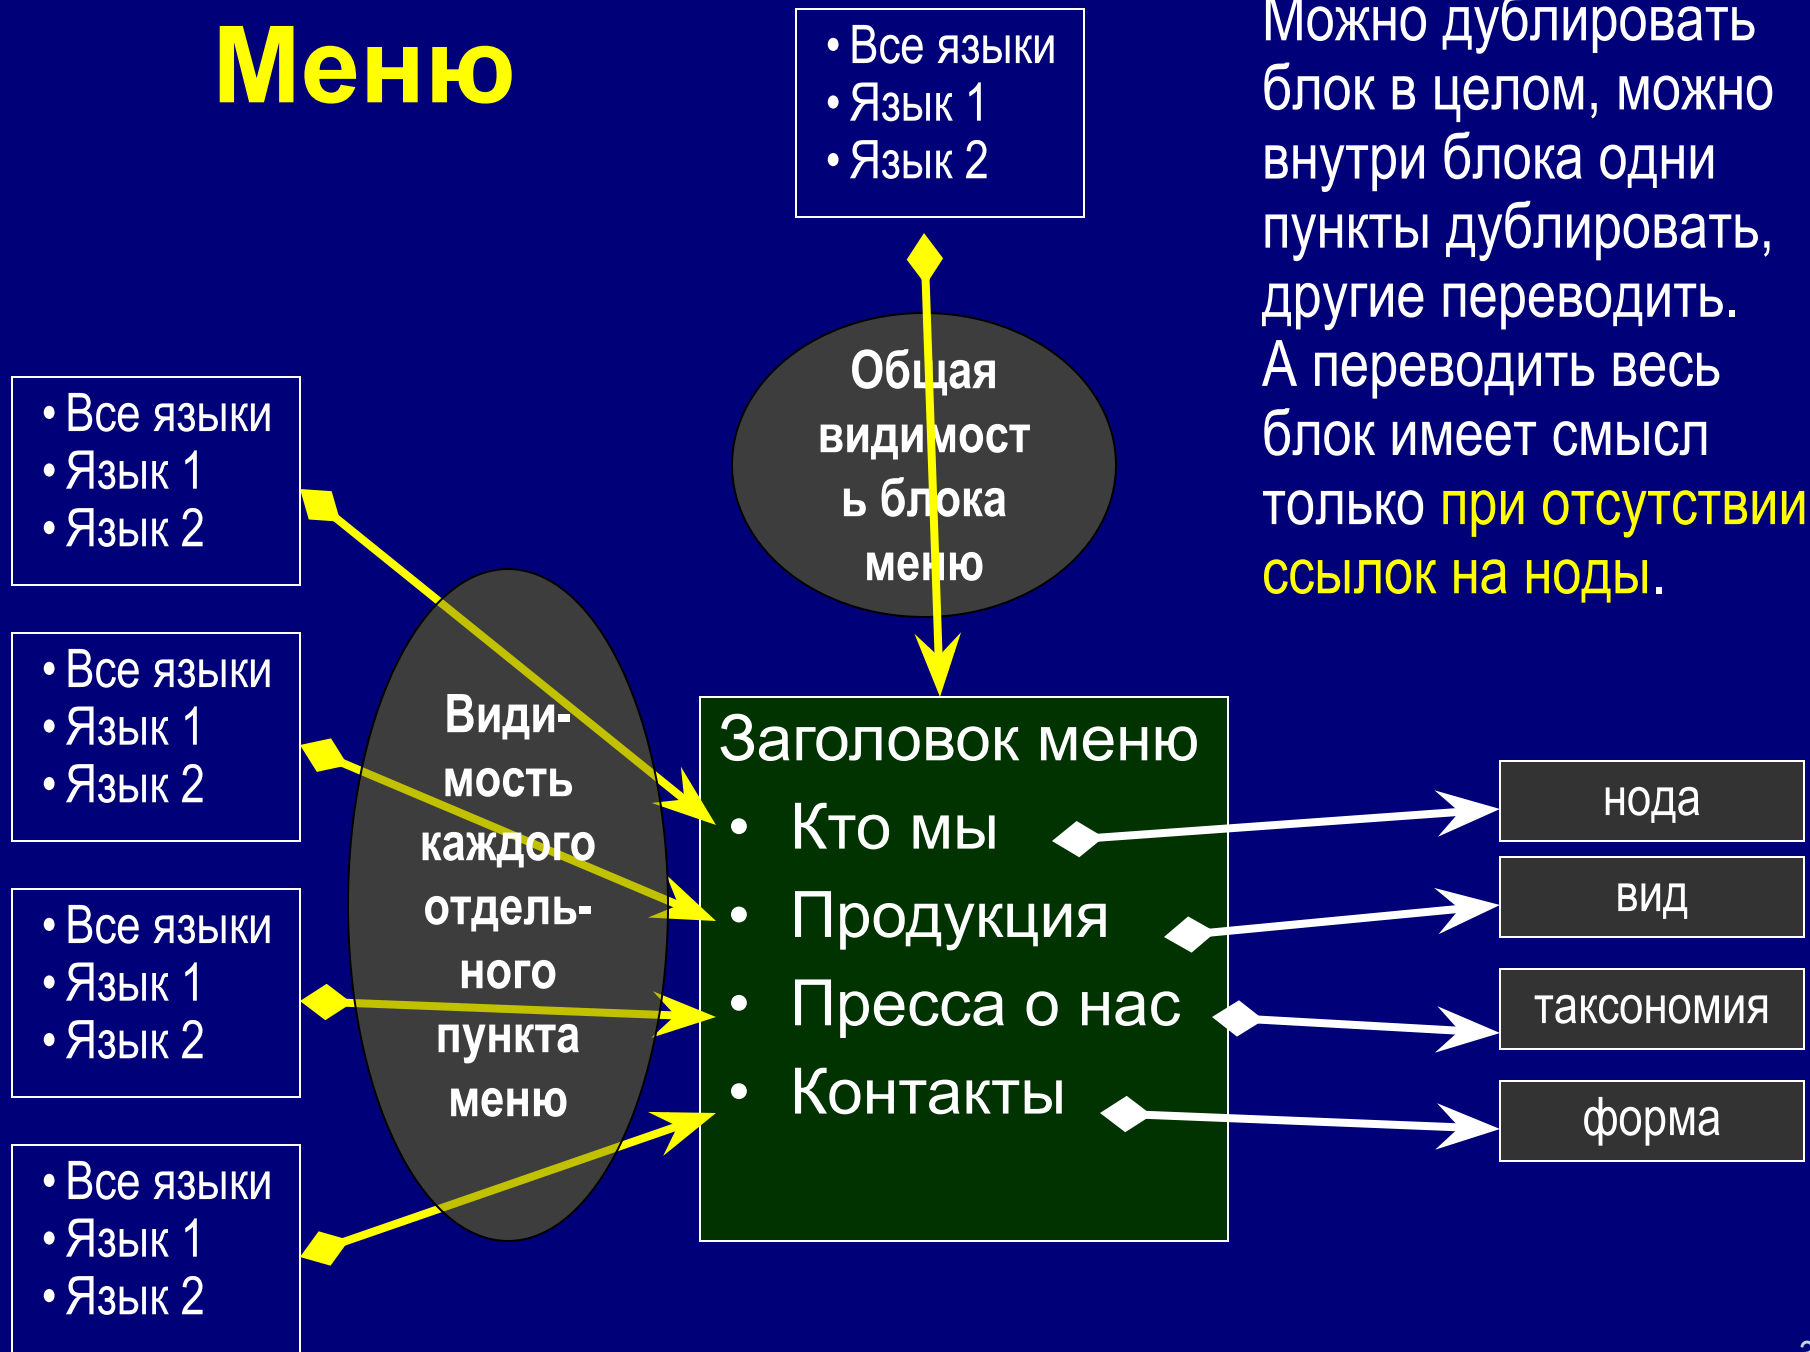 Меню
• Все языки
• Язык 1
• Язык 2
Можно дублировать
блок в целом, можно
внутри блока одни
пункты дублировать,
другие переводить.
А переводить весь
блок имеет смысл
только при отсутствии
ссылок на ноды.
Общая
видимост
ь блока
меню
• Все языки
• Язык 1
• Язык 2
• Все языки
• Язык 1
• Язык 2
• Все языки
• Язык 1
• Язык 2
• Все языки
• Язык 1
• Язык 2
Види-
мость
каждого
отдель-
ного
пункта
меню
Заголовок меню
• Кто мы
• Продукция
• Пресса о нас
• Контакты
нода
вид
таксономия
форма